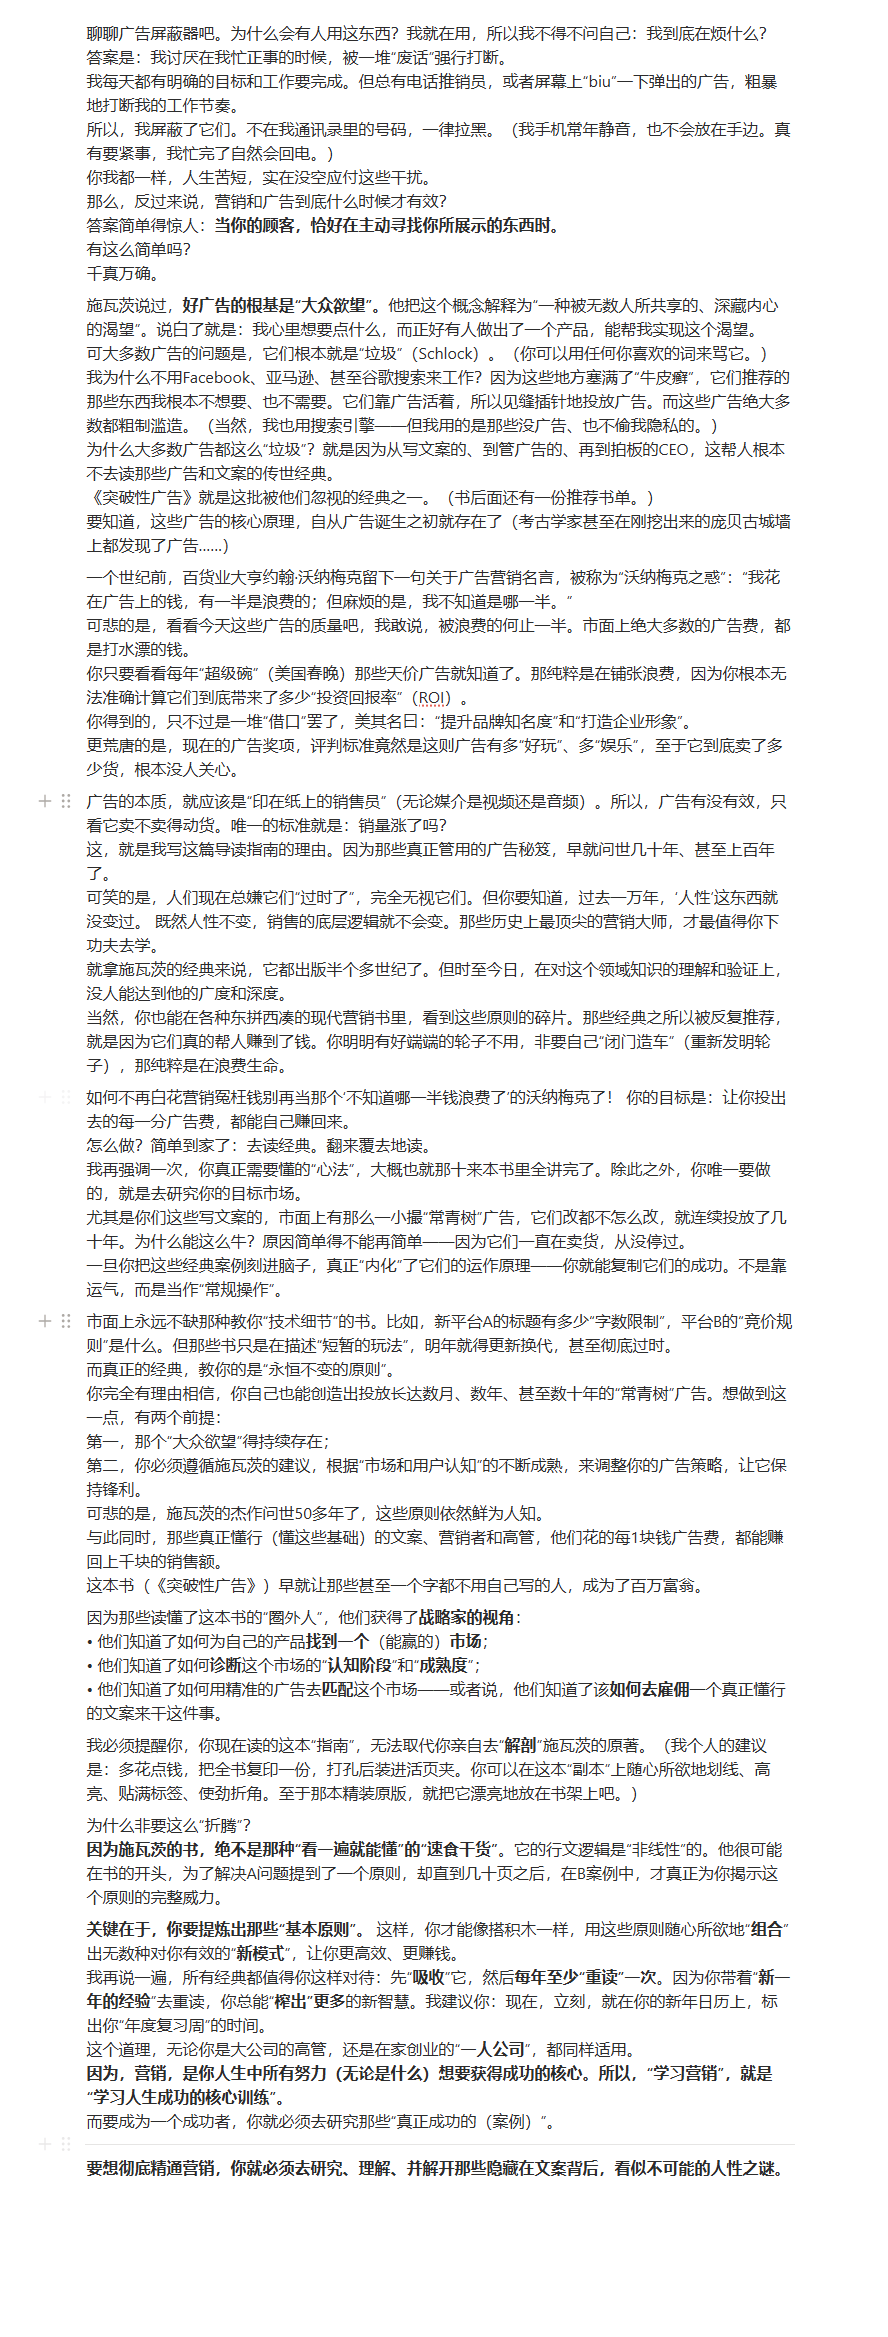 聊聊广告屏蔽器吧。为什么会有人用这东西？我就在用，所以我不得不问自己：我到底在烦什么？
答案是：我讨厌在我忙正事的时候，被一堆“废话”强行打断。
我每天都有明确的目标和工作要完成。但总有电话推销员，或者屏幕上“biu”一下弹出的广告，粗暴
地打断我的工作节奏。
所以，我屏蔽了它们。不在我通讯录里的号码，一律拉黑。（我手机常年静音，也不会放在手边。真
有要紧事，我忙完了自然会回电。）
你我都一样，人生苦短，实在没空应付这些干扰。
那么，反过来说，营销和广告到底什么时候才有效？
答案简单得惊人：当你的顾客，恰好在主动寻找你所展示的东西时。
有这么简单吗？
千真万确。
施瓦茨说过，好广告的根基是“大众欲望”。他把这个概念解释为“一种被无数人所共享的、深藏内心
的渴望”。说白了就是：我心里想要点什么，而正好有人做出了一个产品，能帮我实现这个渴望。
可大多数广告的问题是，它们根本就是“垃圾”（Schlock）。（你可以用任何你喜欢的词来骂它。）
我为什么不用Facebook、亚马逊、甚至谷歌搜索来工作？因为这些地方塞满了“牛皮癣”，它们推荐的
那些东西我根本不想要、也不需要。它们靠广告活着，所以见缝插针地投放广告。而这些广告绝大多
数都粗制滥造。（当然，我也用搜索引擎——但我用的是那些没广告、也不偷我隐私的。）
为什么大多数广告都这么“垃圾”？就是因为从写文案的、到管广告的、再到拍板的CEO，这帮人根本
不去读那些广告和文案的传世经典。
《突破性广告》就是这批被他们忽视的经典之一。（书后面还有一份推荐书单。）
要知道，这些广告的核心原理，自从广告诞生之初就存在了（考古学家甚至在刚挖出来的庞贝古城墙
上都发现了广告......）
一个世纪前，百货业大亨约翰·沃纳梅克留下一句关于广告营销名言，被称为“沃纳梅克之惑”：“我花
在广告上的钱，有一半是浪费的；但麻烦的是，我不知道是哪一半。”
可悲的是，看看今天这些广告的质量吧，我敢说，被浪费的何止一半。市面上绝大多数的广告费，都
是打水漂的钱。
你只要看看每年“超级碗”（美国春晚）那些天价广告就知道了。那纯粹是在铺张浪费，因为你根本无
法准确计算它们到底带来了多少“投资回报率”（ROI）。
你得到的，只不过是一堆“借口”罢了，美其名曰：“提升品牌知名度”和“打造企业形象”。
更荒唐的是，现在的广告奖项，评判标准竟然是这则广告有多“好玩”、多“娱乐”，至于它到底卖了多
少货，根本没人关心。
广告的本质，就应该是“印在纸上的销售员”（无论媒介是视频还是音频）。所以，广告有没有效，只
看它卖不卖得动货。唯一的标准就是：销量涨了吗？
这，就是我写这篇导读指南的理由。因为那些真正管用的广告秘笈，早就问世几十年、甚至上百年
了。
可笑的是，人们现在总嫌它们“过时了”，完全无视它们。但你要知道，过去一万年，‘人性’这东西就
没变过。 既然人性不变，销售的底层逻辑就不会变。那些历史上最顶尖的营销大师，才最值得你下
功夫去学。
就拿施瓦茨的经典来说，它都出版半个多世纪了。但时至今日，在对这个领域知识的理解和验证上，
没人能达到他的广度和深度。
当然，你也能在各种东拼西凑的现代营销书里，看到这些原则的碎片。那些经典之所以被反复推荐，
就是因为它们真的帮人赚到了钱。你明明有好端端的轮子不用，非要自己“闭门造车”（重新发明轮
子），那纯粹是在浪费生命。
如何不再白花营销冤枉钱别再当那个‘不知道哪一半钱浪费了’的沃纳梅克了！ 你的目标是：让你投出
去的每一分广告费，都能自己赚回来。
怎么做？简单到家了：去读经典。翻来覆去地读。
我再强调一次，你真正需要懂的“心法”，大概也就那十来本书里全讲完了。除此之外，你唯一要做
的，就是去研究你的目标市场。
尤其是你们这些写文案的，市面上有那么一小撮“常青树”广告，它们改都不怎么改，就连续投放了几
十年。为什么能这么牛？原因简单得不能再简单——因为它们一直在卖货，从没停过。
一旦你把这些经典案例刻进脑子，真正“内化”了它们的运作原理——你就能复制它们的成功。不是靠
运气，而是当作“常规操作”。
市面上永远不缺那种教你“技术细节”的书。比如，新平台A的标题有多少“字数限制”，平台B的“竞价规
则”是什么。但那些书只是在描述“短暂的玩法”，明年就得更新换代，甚至彻底过时。
而真正的经典，教你的是“永恒不变的原则”。
你完全有理由相信，你自己也能创造出投放长达数月、数年、甚至数十年的“常青树”广告。想做到这
一点，有两个前提：
第一，那个“大众欲望”得持续存在；
第二，你必须遵循施瓦茨的建议，根据“市场和用户认知”的不断成熟，来调整你的广告策略，让它保
持锋利。
可悲的是，施瓦茨的杰作问世50多年了，这些原则依然鲜为人知。
与此同时，那些真正懂行（懂这些基础）的文案、营销者和高管，他们花的每1块钱广告费，都能赚
回上千块的销售额。
这本书（《突破性广告》）早就让那些甚至一个字都不用自己写的人，成为了百万富翁。
因为那些读懂了这本书的“圈外人”，他们获得了战略家的视角：
• 他们知道了如何为自己的产品找到一个（能赢的）市场；
• 他们知道了如何诊断这个市场的“认知阶段”和“成熟度”；
• 他们知道了如何用精准的广告去匹配这个市场——或者说，他们知道了该如何去雇佣一个真正懂行
的文案来干这件事。
我必须提醒你，你现在读的这本“指南”，无法取代你亲自去“解剖”施瓦茨的原著。（我个人的建议
是：多花点钱，把全书复印一份，打孔后装进活页夹。你可以在这本“副本”上随心所欲地划线、高
亮、贴满标签、使劲折角。至于那本精装原版，就把它漂亮地放在书架上吧。）
为什么非要这么“折腾”？
因为施瓦茨的书，绝不是那种“看一遍就能懂”的“速食干货”。它的行文逻辑是“非线性”的。他很可能
在书的开头，为了解决A问题提到了一个原则，却直到几十页之后，在B案例中，才真正为你揭示这
个原则的完整威力。
关键在于，你要提炼出那些“基本原则”。 这样，你才能像搭积木一样，用这些原则随心所欲地“组合”
出无数种对你有效的“新模式”，让你更高效、更赚钱。
我再说一遍，所有经典都值得你这样对待：先“吸收”它，然后每年至少“重读”一次。因为你带着“新一
年的经验”去重读，你总能“榨出”更多的新智慧。我建议你：现在，立刻，就在你的新年日历上，标
出你“年度复习周”的时间。
这个道理，无论你是大公司的高管，还是在家创业的“一人公司”，都同样适用。
因为，营销，是你人生中所有努力（无论是什么）想要获得成功的核心。所以，“学习营销”，就是
“学习人生成功的核心训练”。
而要成为一个成功者，你就必须去研究那些“真正成功的（案例）”。
要想彻底精通营销，你就必须去研究、理解、并解开那些隐藏在文案背后，看似不可能的人性之谜。